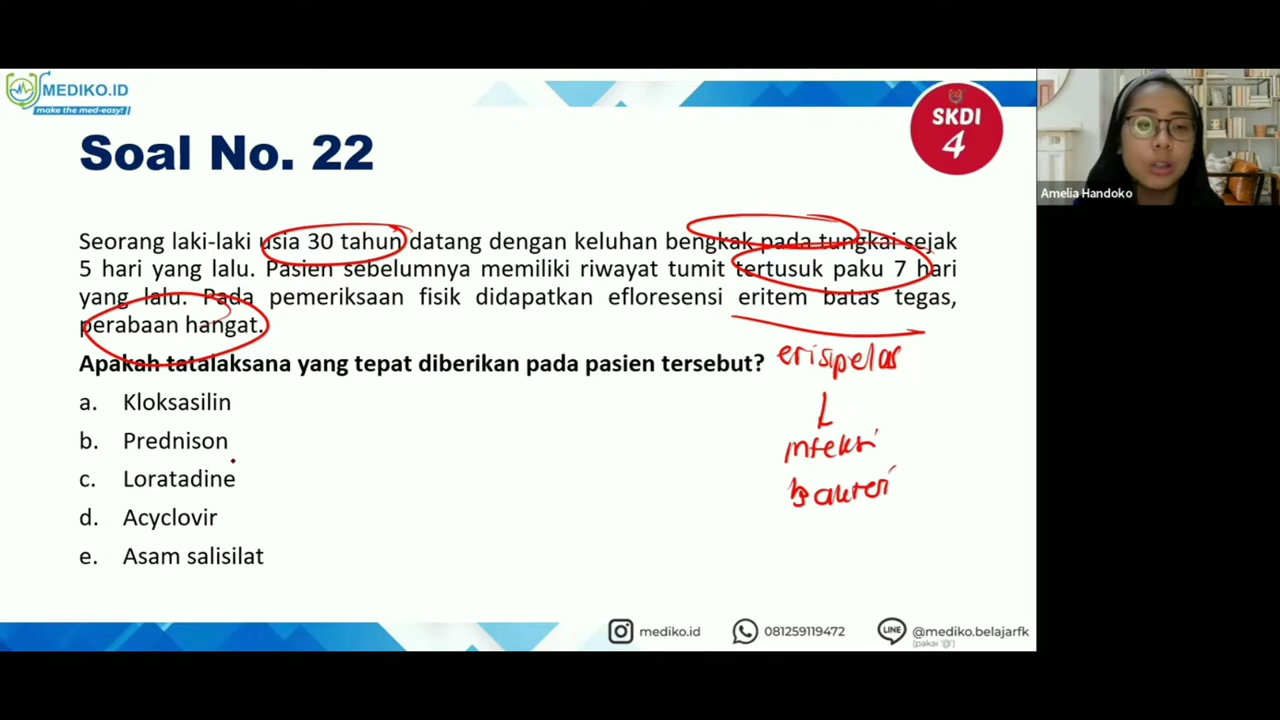 MEDIKO.ID
make the med-easy!
SKDI
4
Soal No. 22
Amelia Handoko
Seorang laki-laki usia 30 tahun datang dengan keluhan bengkak pada tungkai sejak
5 hari yang lalu. Pasien sebelumnya memiliki riwayat tumit tertusuk paku 7 hari
yang lalu. Pada pemeriksaan fisik didapatkan efloresensi eritem batas tegas,
perabaan hangat.
Apakah tatalaksana yang tepat diberikan pada pasien tersebut?
erisipelas
a. Kloksasilin
b. Prednison
infeksi
c. Loratadine
bakteri
d. Acyclovir
e. Asam salisilat
mediko.id
081259119472
LINE
@mediko.belajarfk
(pakai '@')